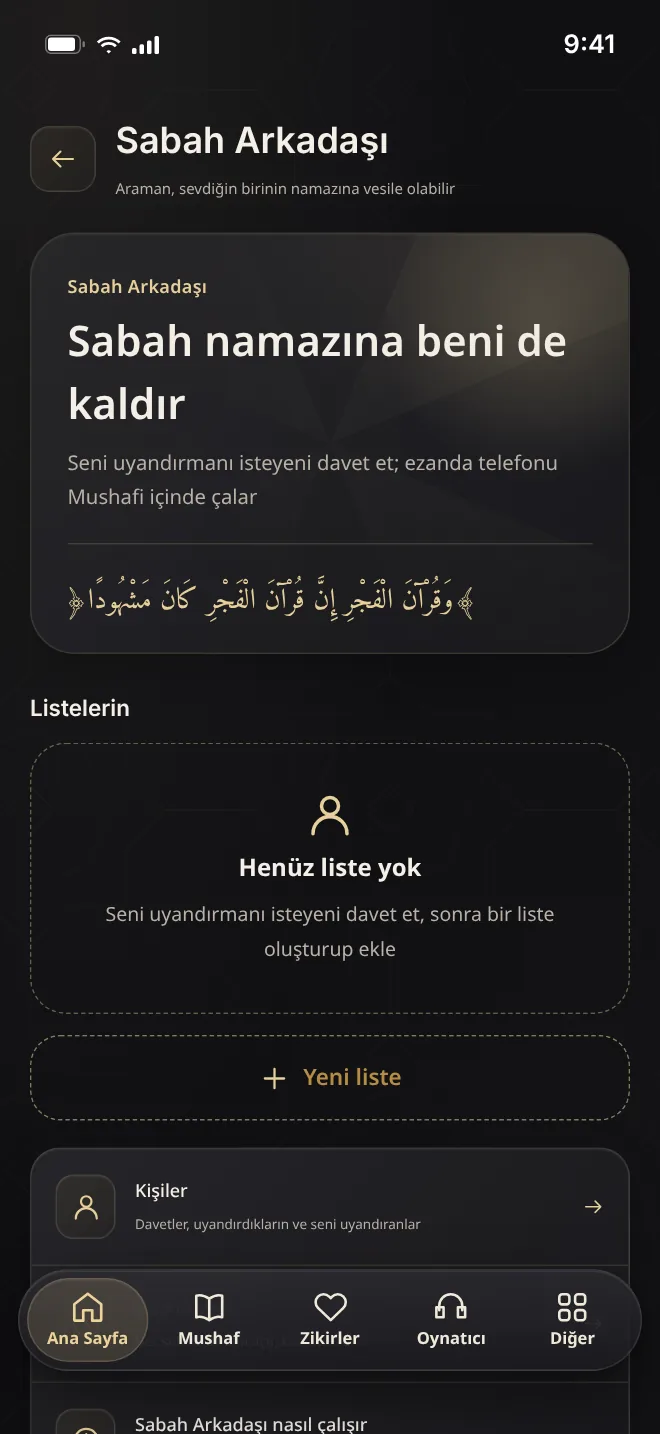 9:41
Sabah Arkadaşı
Araman, sevdiğin birinin namazına vesile olabilir
Sabah Arkadaşı
Sabah namazına beni de
kaldır
Seni uyandırmanı isteyeni davet et; ezanda telefonu
Mushafi içinde çalar
﴿وَقُرْآنَ الْفَجْرِ إِنَّ قُرْآنَ الْفَجْرِ كَانَ مَشْهُودًا﴾
Listelerin
Henüz liste yok
Seni uyandırmanı isteyeni davet et, sonra bir liste
oluşturup ekle
Yeni liste
Kişiler
Davetler, uyandırdıkların ve seni uyandıranlar
Ana Sayfa
Mushaf
Zikirler
Oynatıcı
Diğer
Sabah Arkadaşı nasıl çalışır